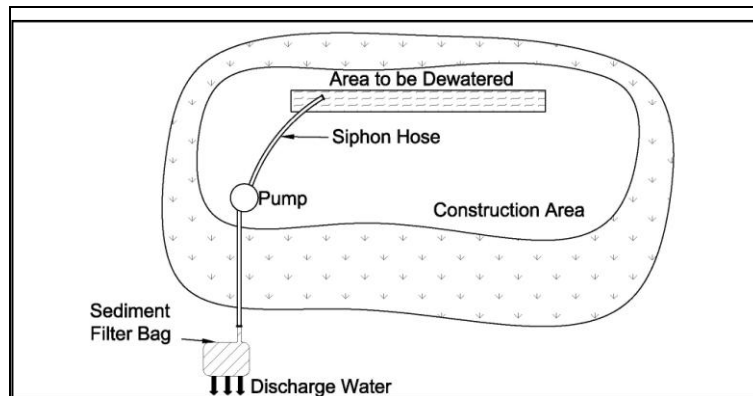 Area to be Dewatered
Siphon Hose
Pump
Construction Area
Sediment
Filter Bag
Discharge Water